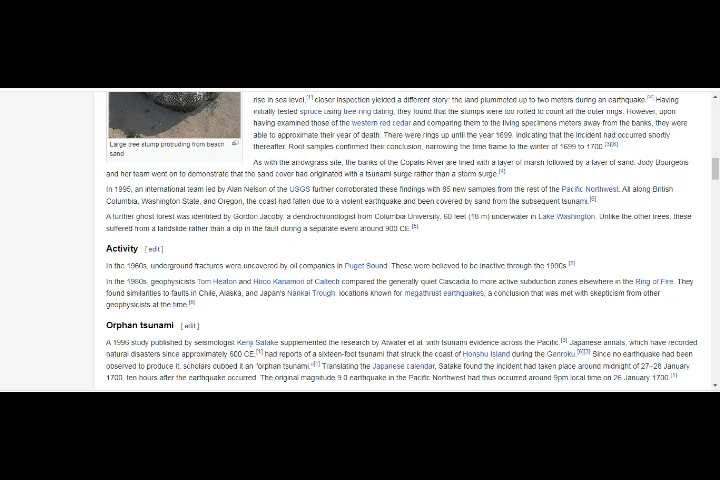 rise in sea level,[1] closer inspection yielded a different story: the land plummeted up to two meters during an earthquake.[4] Having
initially tested spruce using tree-ring dating, they found that the stumps were too rotted to count all the outer rings. However, upon
having examined those of the western red cedar and comparing them to the living specimens meters away from the banks, they were
able to approximate their year of death. There were rings up until the year 1699, indicating that the incident had occurred shortly
thereafter. Root samples confirmed their conclusion, narrowing the time frame to the winter of 1699 to 1700.
Large tree stump protruding from beach
sand
As with the arrowgrass site, the banks of the Copalis River are lined with a layer of marsh followed by a layer of sand. Jody Bourgeois
and her team went on to demonstrate that the sand cover had originated with a tsunami surge rather than a storm surge.[4]
In 1995, an international team led by Alan Nelson of the USGS further corroborated these findings with 85 new samples from the rest of the Pacific Northwest. All along British
Columbia, Washington State, and Oregon, the coast had fallen due to a violent earthquake and been covered by sand from the subsequent tsunami.[6]
A further ghost forest was identified by Gordon Jacoby, a dendrochronologist from Columbia University, 60 feet (18 m) underwater in Lake Washington. Unlike the other trees, these
suffered from a landslide rather than a dip in the fault during a separate event around 900 CE.[5]
Activity [ edit ]
In the 1960s, underground fractures were uncovered by oil companies in Puget Sound. These were believed to be inactive through the 1990s.[5]
In the 1980s, geophysicists Tom Heaton and Hiroo Kanamori of Caltech compared the generally quiet Cascadia to more active subduction zones elsewhere in the Ring of Fire. They
found similarities to faults in Chile, Alaska, and Japan's Nankai Trough, locations known for megathrust earthquakes, a conclusion that was met with skepticism from other
geophysicists at the time.[8]
Orphan tsunami [ edit ]
A 1996 study published by seismologist Kenji Satake supplemented the research by Atwater et al. with tsunami evidence across the Pacific.[3] Japanese annals, which have recorded
natural disasters since approximately 600 CE,[1] had reports of a sixteen-foot tsunami that struck the coast of Honshu Island during the Genroku.[6][3] Since no earthquake had been
observed to produce it, scholars dubbed it an "orphan tsunami." Translating the Japanese calendar, Satake found the incident had taken place around midnight of 27–28 January
1700, ten hours after the earthquake occurred. The original magnitude 9.0 earthquake in the Pacific Northwest had thus occurred around 9pm local time on 26 January 1700.[1]